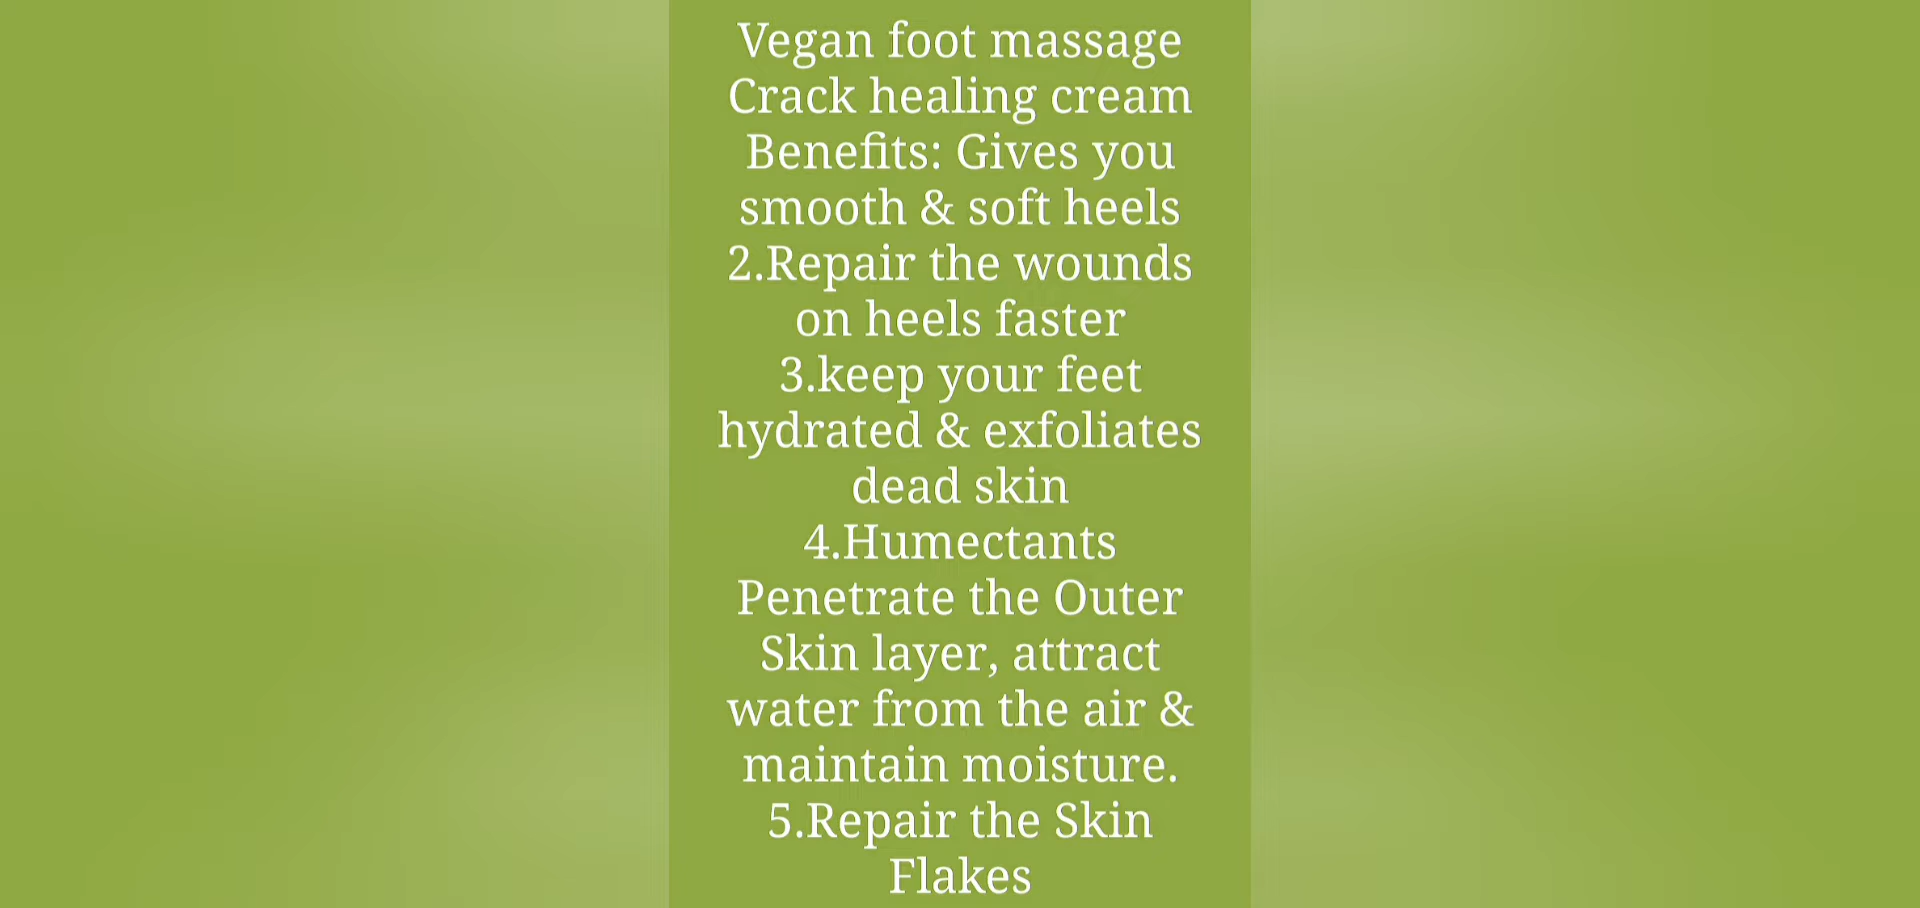 Vegan foot massage
Crack healing cream
Benefits: Gives you
smooth & soft heels
2.Repair the wounds
on heels faster
3.keep your feet
hydrated & exfoliates
dead skin
4.Humectants
Penetrate the Outer
Skin layer, attract
water from the air &
maintain moisture.
5.Repair the Skin
Flakes